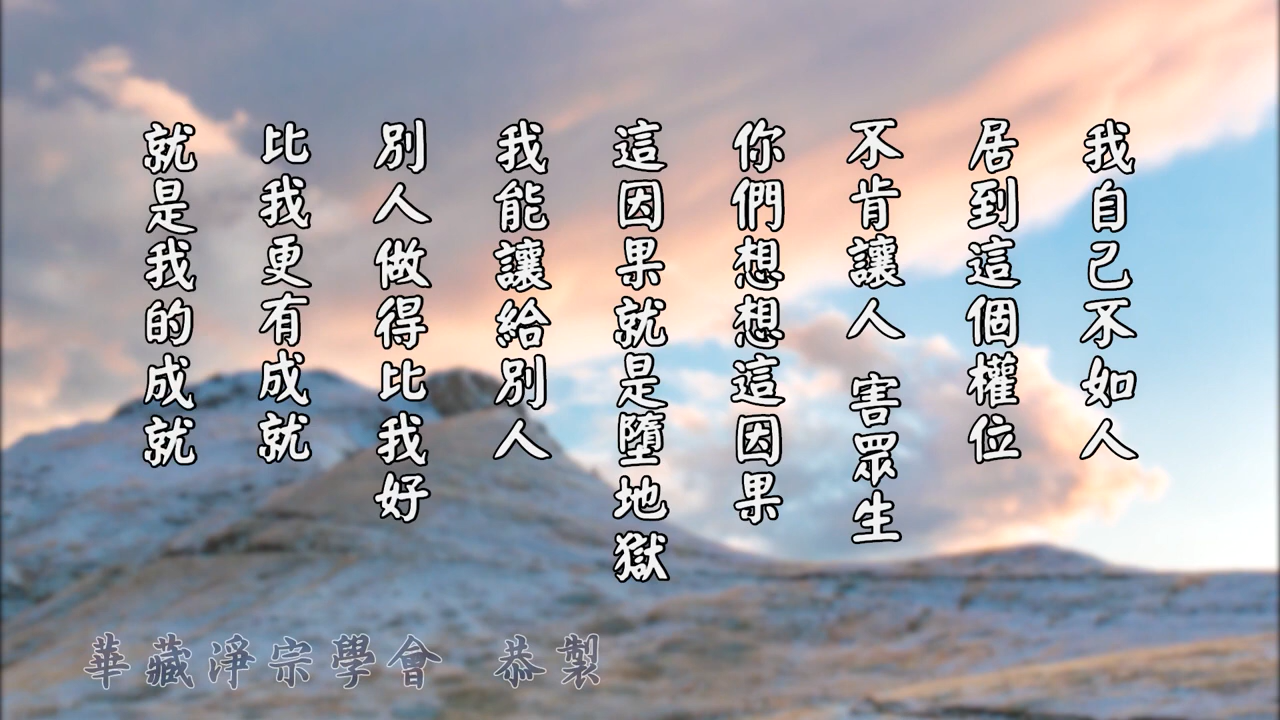 我自己不如人
居到這個權位
不肯讓人 害眾生
你們想想這因果
這因果就是墮地獄
我能讓給別人
別人做得比我好
比我更有成就
就是我的成就
華藏淨宗學會 恭製